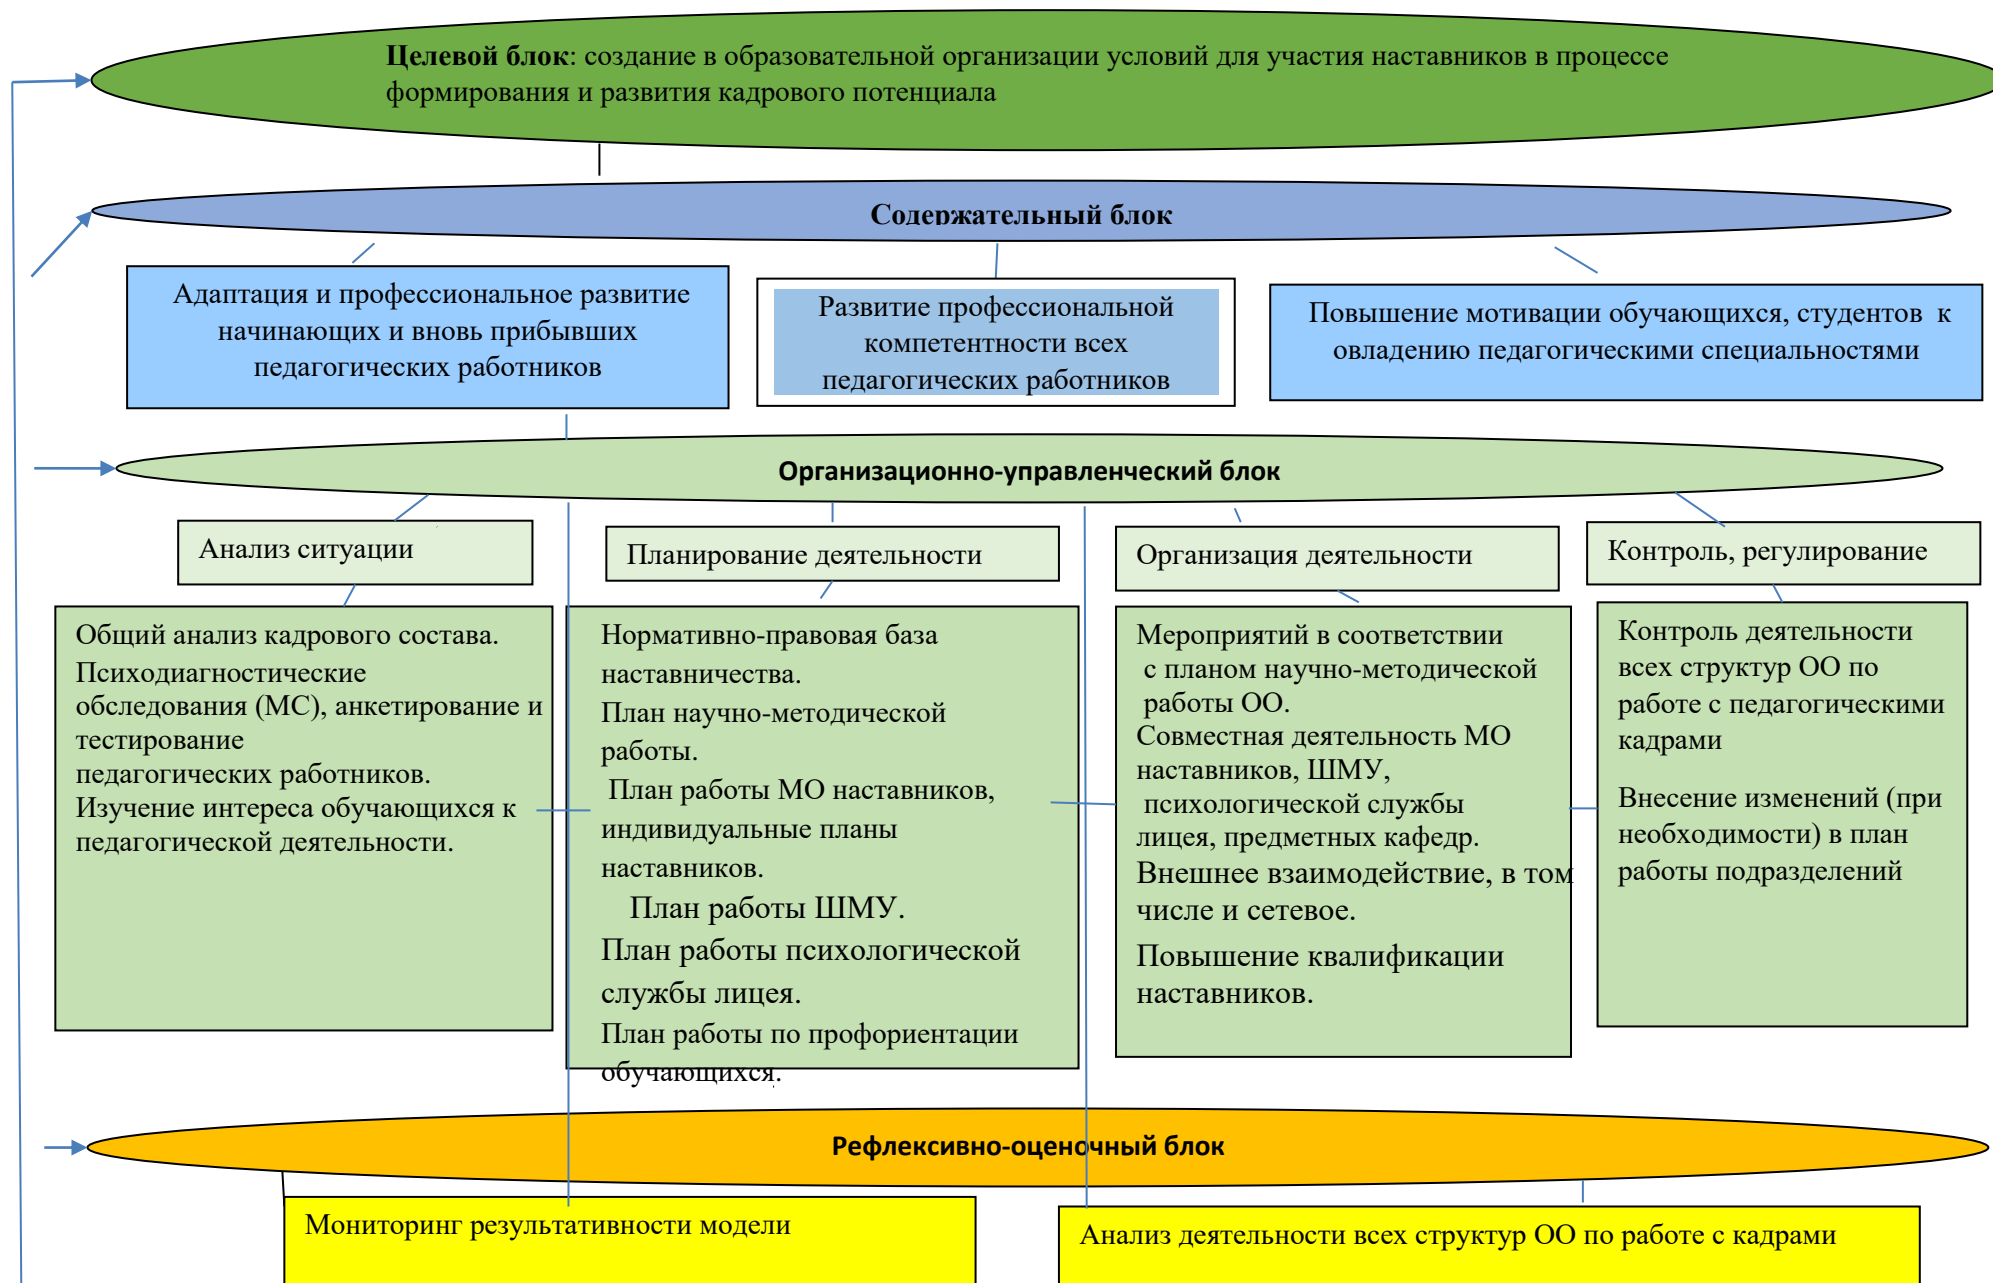 Целевой блок: создание в образовательной организации условий для участия наставников в процессе
формирования и развития кадрового потенциала
Содержательный блок
Адаптация и профессиональное развитие
начинающих и вновь прибывших
педагогических работников
Развитие профессиональной
компетентности всех
педагогических работников
Повышение мотивации обучающихся, студентов к
овладению педагогическими специальностями
Организационно-управленческий блок
Анализ ситуации
Планирование деятельности
Организация деятельности
Контроль, регулирование
Общий анализ кадрового состава.
Психодиагностические
обследования (МС), анкетирование и
тестирование
педагогических работников.
Изучение интереса обучающихся к
педагогической деятельности.
Нормативно-правовая база
наставничества.
План научно-методической
работы.
План работы МО наставников,
индивидуальные планы
наставников.
План работы ШМУ.
План работы психологической
службы лицея.
План работы по профориентации
обучающихся.
Мероприятий в соответствии
с планом научно-методической
работы ОО.
Совместная деятельность МО
наставников, ШМУ,
психологической службы
лицея, предметных кафедр.
Внешнее взаимодействие, в том
числе и сетевое.
Повышение квалификации
наставников.
Контроль деятельности
всех структур ОО по
работе с педагогическими
кадрами
Внесение изменений (при
необходимости) в план
работы подразделений
Рефлексивно-оценочный блок
Мониторинг результативности модели
Анализ деятельности всех структур ОО по работе с кадрами